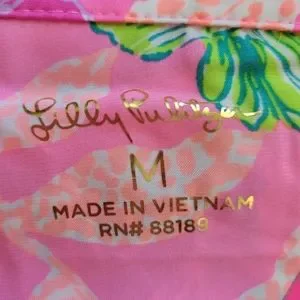 Lilly Pulitzer
M
MADE IN VIETNAM
RN# 88189